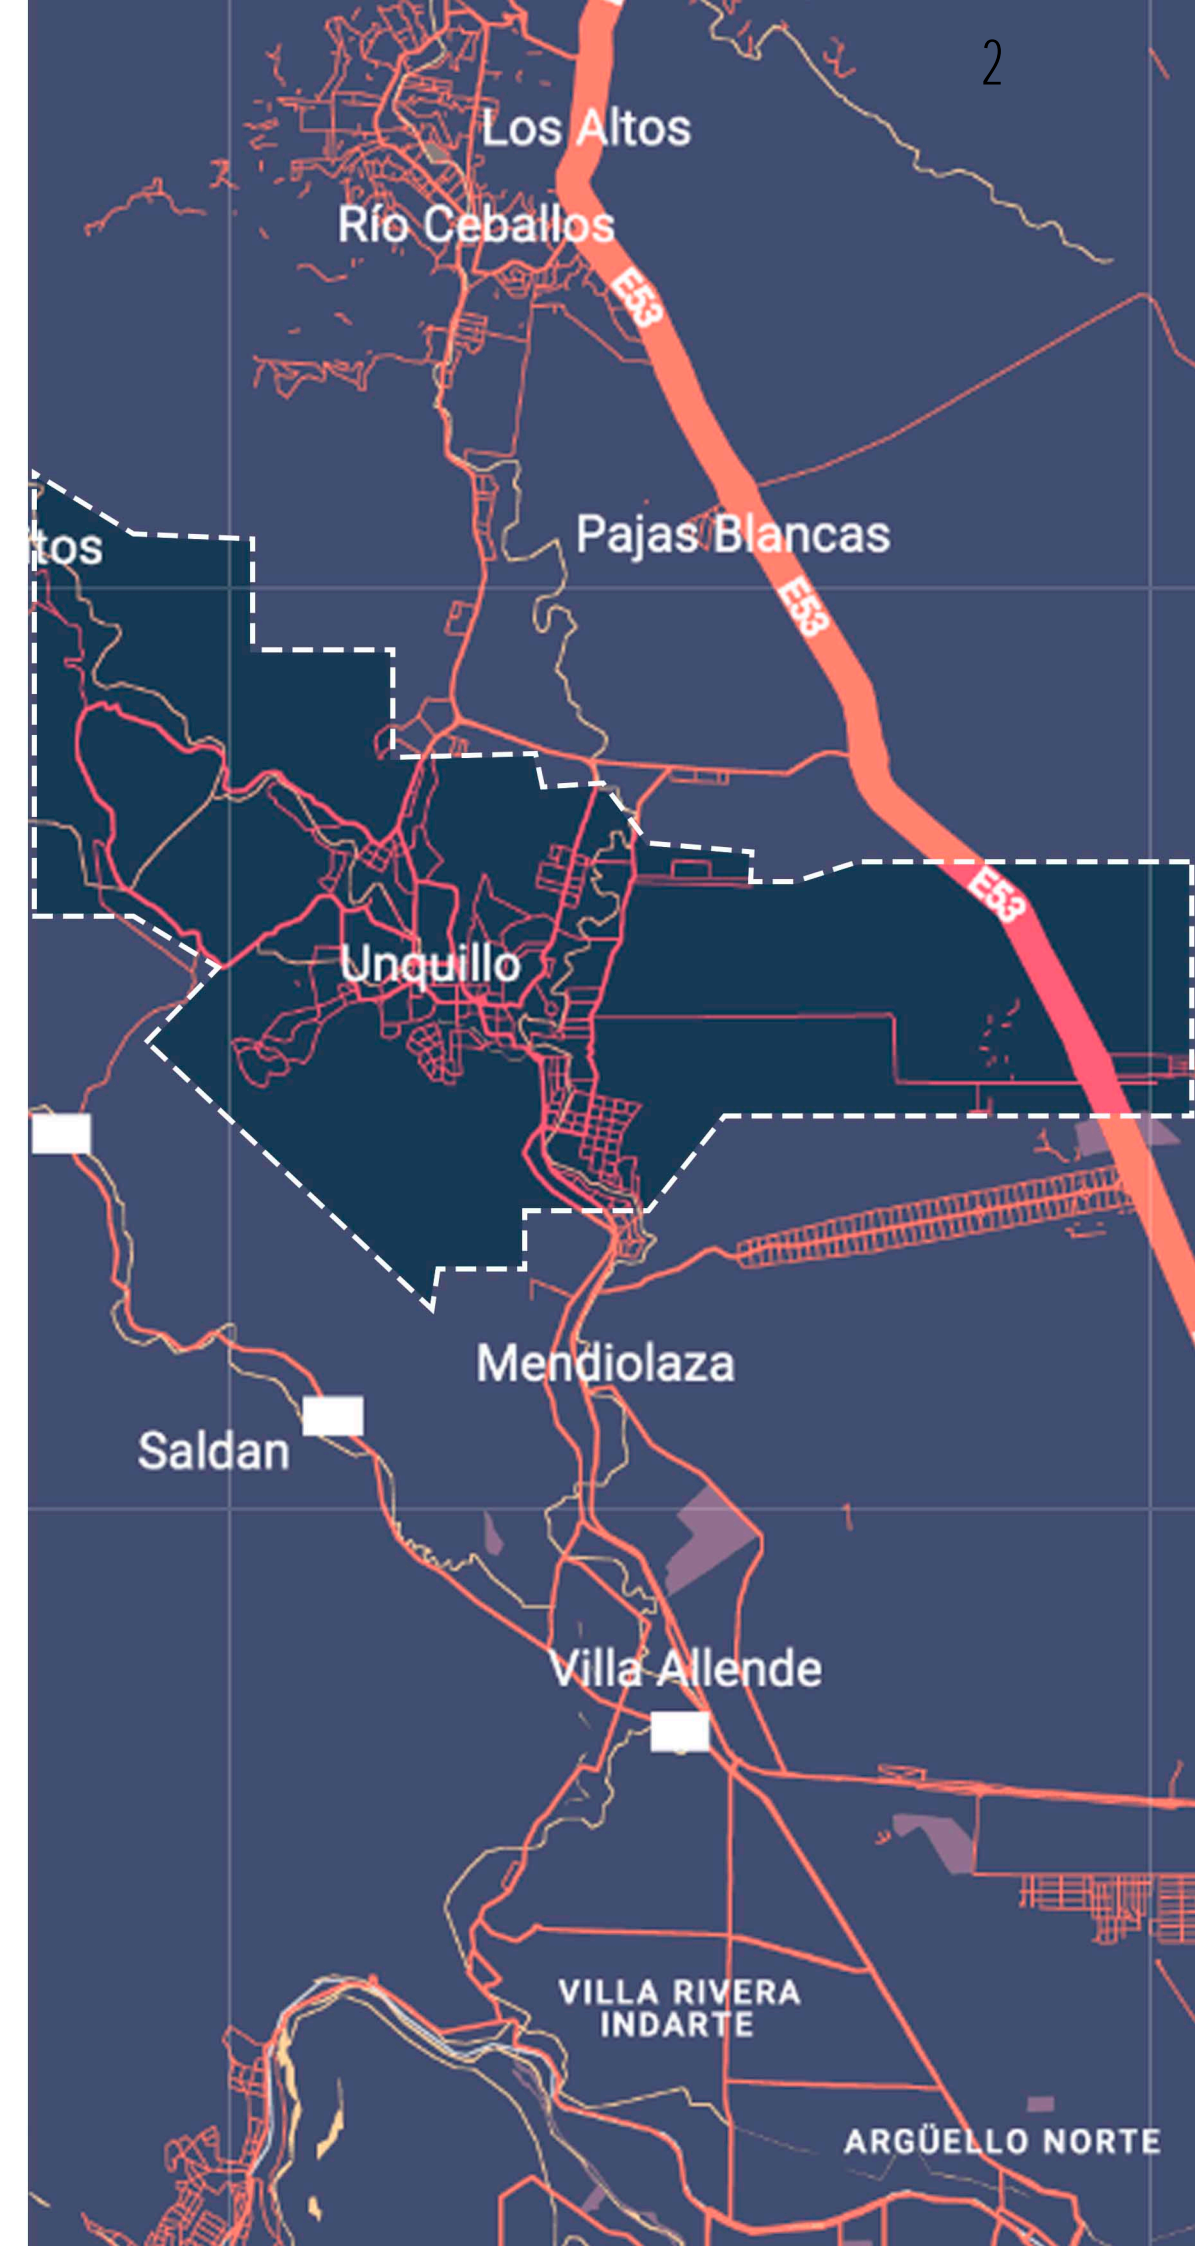 2
Los Altos
Río Ceballos
E53
Pajas Blancas
tos
E53
E53
Unquillo
Mendiolaza
Saldan
Villa Allende
VILLA RIVERA
INDARTE
ARGÜELLO NORTE